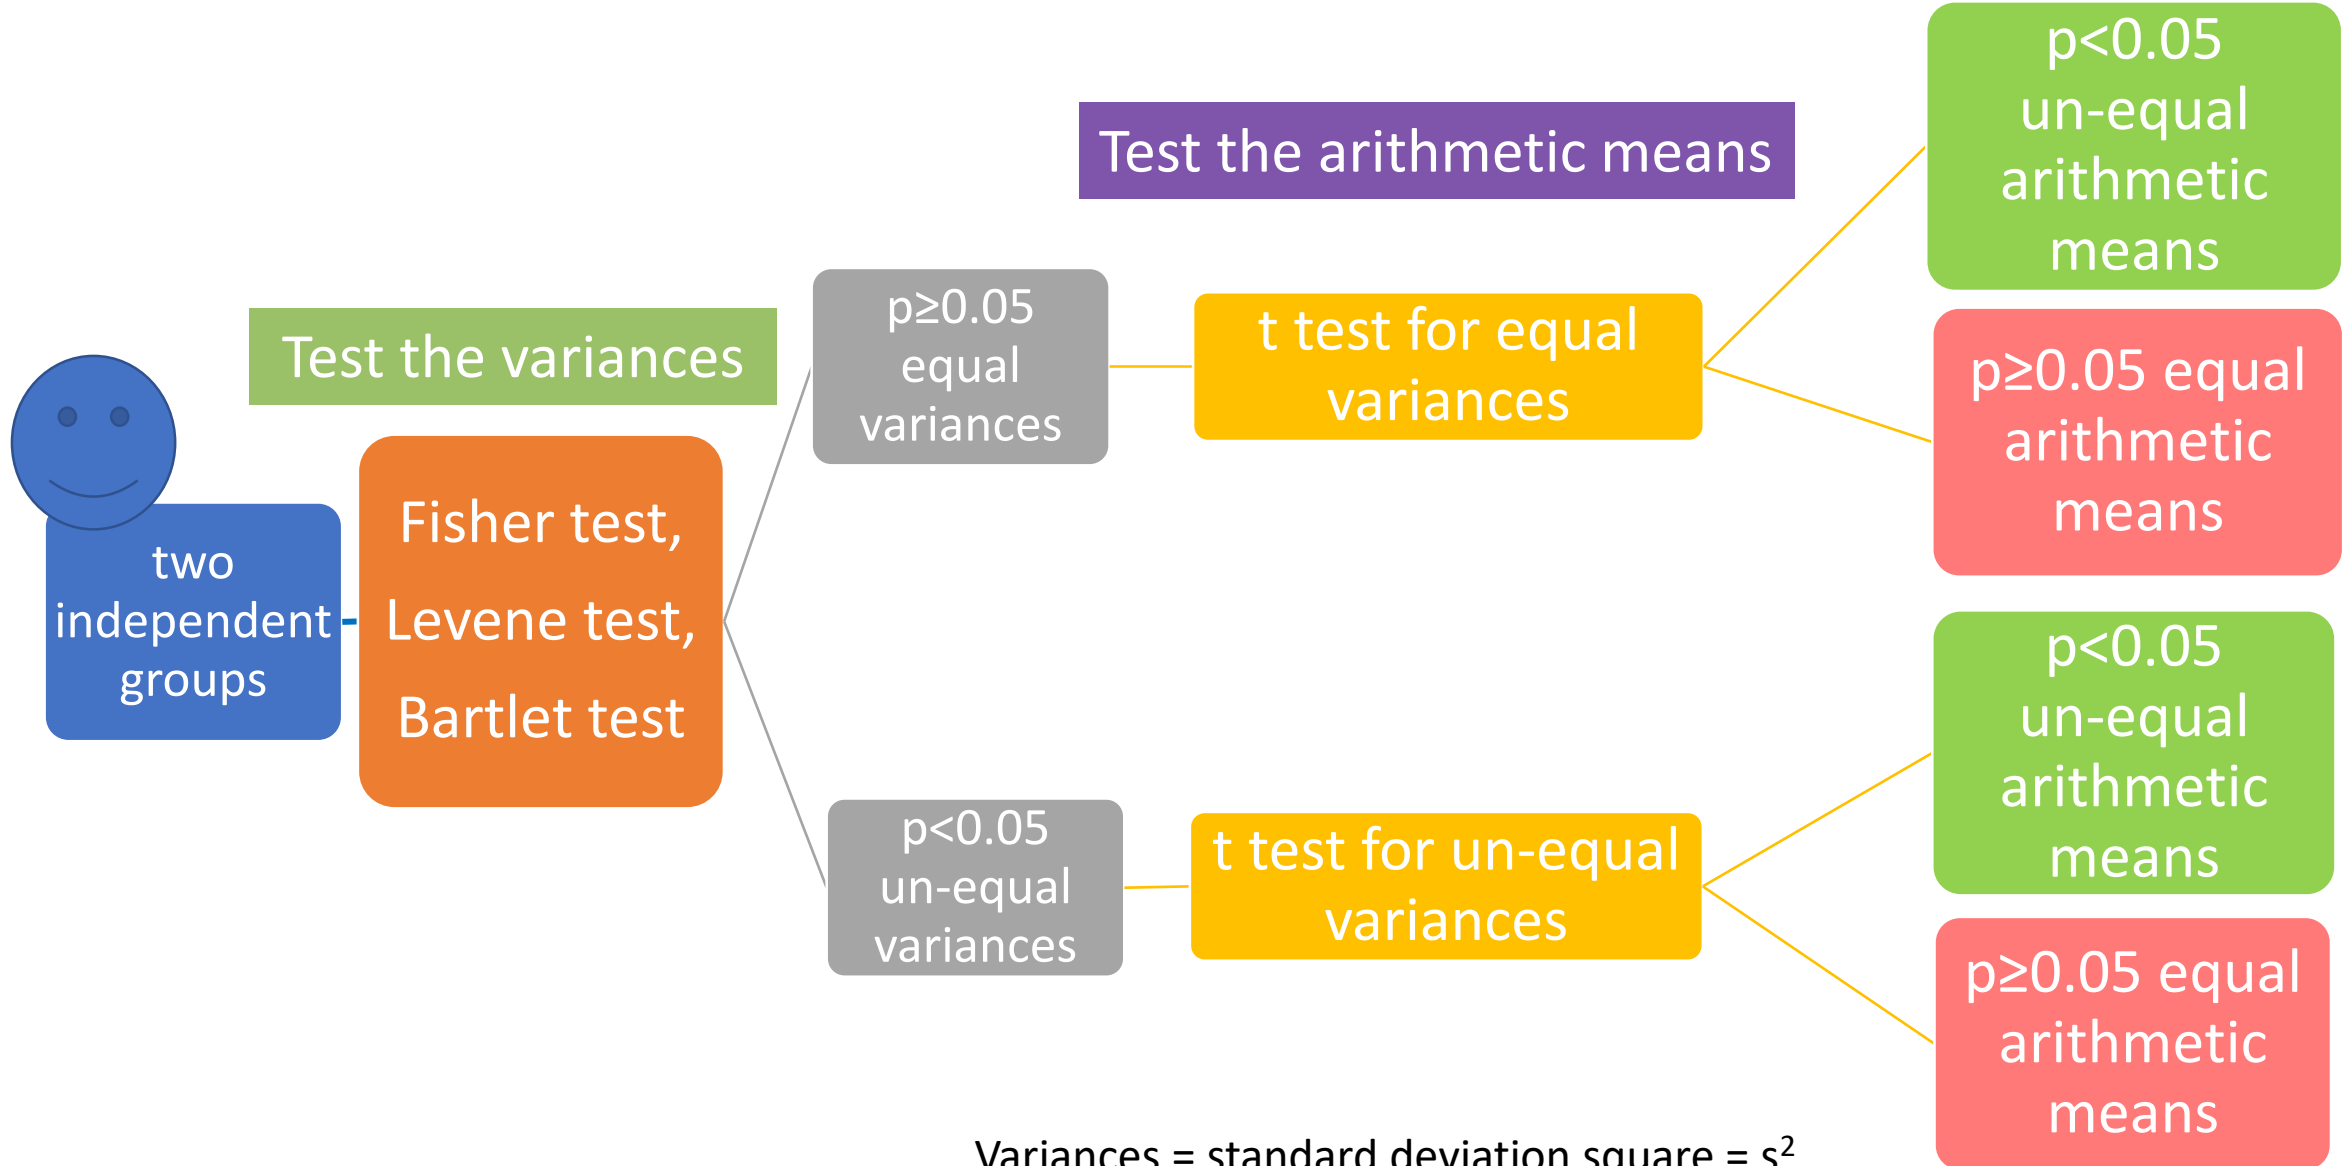 two
independent
groups
Test the variances
Fisher test,
Levene test,
Bartlet test
p≥0.05
equal
variances
p<0.05
un-equal
variances
Test the arithmetic means
t test for equal
variances
t test for un-equal
variances
p<0.05
un-equal
arithmetic
means
p≥0.05 equal
arithmetic
means
p<0.05
un-equal
arithmetic
means
p≥0.05 equal
arithmetic
means
Variances = standard deviation square = s²